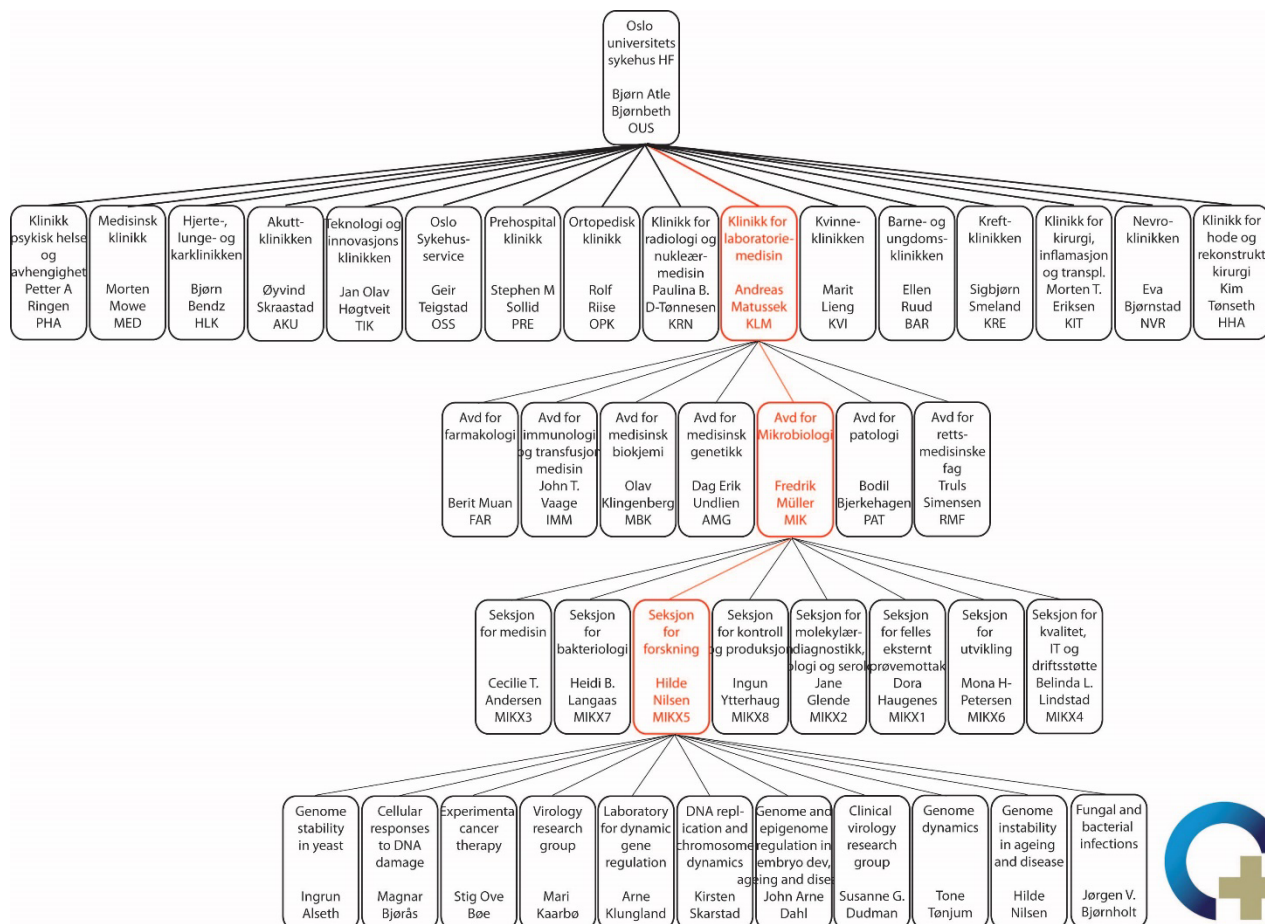 Oslo
universitets
sykehus HF
Bjørn Atle
Bjørnbeth
OUS
Klinikk
psykisk helse
og
avhengighet
Petter A
Ringen
PHA
Medisinsk
klinikk
Morten
Mowe
MED
Hjerte-,
lunge- og
karklinikken
Bjørn
Bendz
HLK
Akutt-
klinikken
Øyvind
Skraastad
AKU
Teknologi og
innovasjons
klinikken
Jan Olav
Høgtveit
TIK
Oslo
Sykehus-
service
Geir
Teigstad
OSS
Prehospital
klinikk
Stephen M
Sollid
PRE
Ortopedisk
klinikk
Rolf
Riise
OPK
Klinikk for
radiologi og
nukleær-
medisin
Paulina B.
D-Tønnesen
KRN
Klinikk for
laboratorie-
medisin
Andreas
Matussek
KLM
Kvinne-
klinikken
Marit
Lieng
KVI
Barne- og
ungdoms-
klinikken
Ellen
Ruud
BAR
Kreft-
klinikken
Sigbjørn
Smeland
KRE
Klinikk for
kirurgi,
inflamasjon
og transpl.
Morten T.
Eriksen
KIT
Nevro-
klinikken
Eva
Bjørnstad
NVR
Klinikk for
hode og
rekonstrukt
kirurgi
Kim
Tønseth
HHA
Avd for
farmakologi
Berit Muan
FAR
Avd for
immunologi
og transfusjon
medisin
John T.
Vaage
IMM
Avd for
medisinsk
biokjemi
Olav
Klingenberg
MBK
Avd for
medisinsk
genetikk
Dag Erik
Undlien
AMG
Avd for
Mikrobiologi
Fredrik
Müller
MIK
Avd for
patologi
Bodil
Bjerkehagen
PAT
Avd for
retts-
medisinske
fag
Truls
Simensen
RMF
Seksjon
for medisin
Cecilie T.
Andersen
MIKX3
Seksjon
for
bakteriologi
Heidi B.
Langaas
MIKX7
Seksjon
for
forskning
Hilde
Nilsen
MIKX5
Seksjon
for kontroll
og produksjon
Ingun
Ytterhaug
MIKX8
Seksjon for
molekylær-
diagnostikk,
ologi og serol
Jane
Glende
MIKX2
Seksjon
for felles
eksternt
prøvemottak
Dora
Haugenes
MIKX1
Seksjon
for
utvikling
Mona H-
Petersen
MIKX6
Seksjon for
kvalitet,
IT og
driftsstøtte
Belinda L.
Lindstad
MIKX4
Genome
stability
in yeast
Ingrun
Alseth
Cellular
responses
to DNA
damage
Magnar
Bjørås
Experimental
cancer
therapy
Stig Ove
Bøe
Virology
research
group
Mari
Kaarbø
Laboratory
for dynamic
gene
regulation
Arne
Klungland
DNA repl-
ication and
chromosome
dynamics
Kirsten
Skarstad
Genome and
epigenome
regulation in
embryo dev,
ageing and disea
John Arne
Dahl
Clinical
virology
research
group
Susanne G.
Dudman
Genome
dynamics
Tone
Tønjum
Genome
instability
in ageing
and disease
Hilde
Nilsen
Fungal and
bacterial
infections
Jørgen V.
Bjørnholt